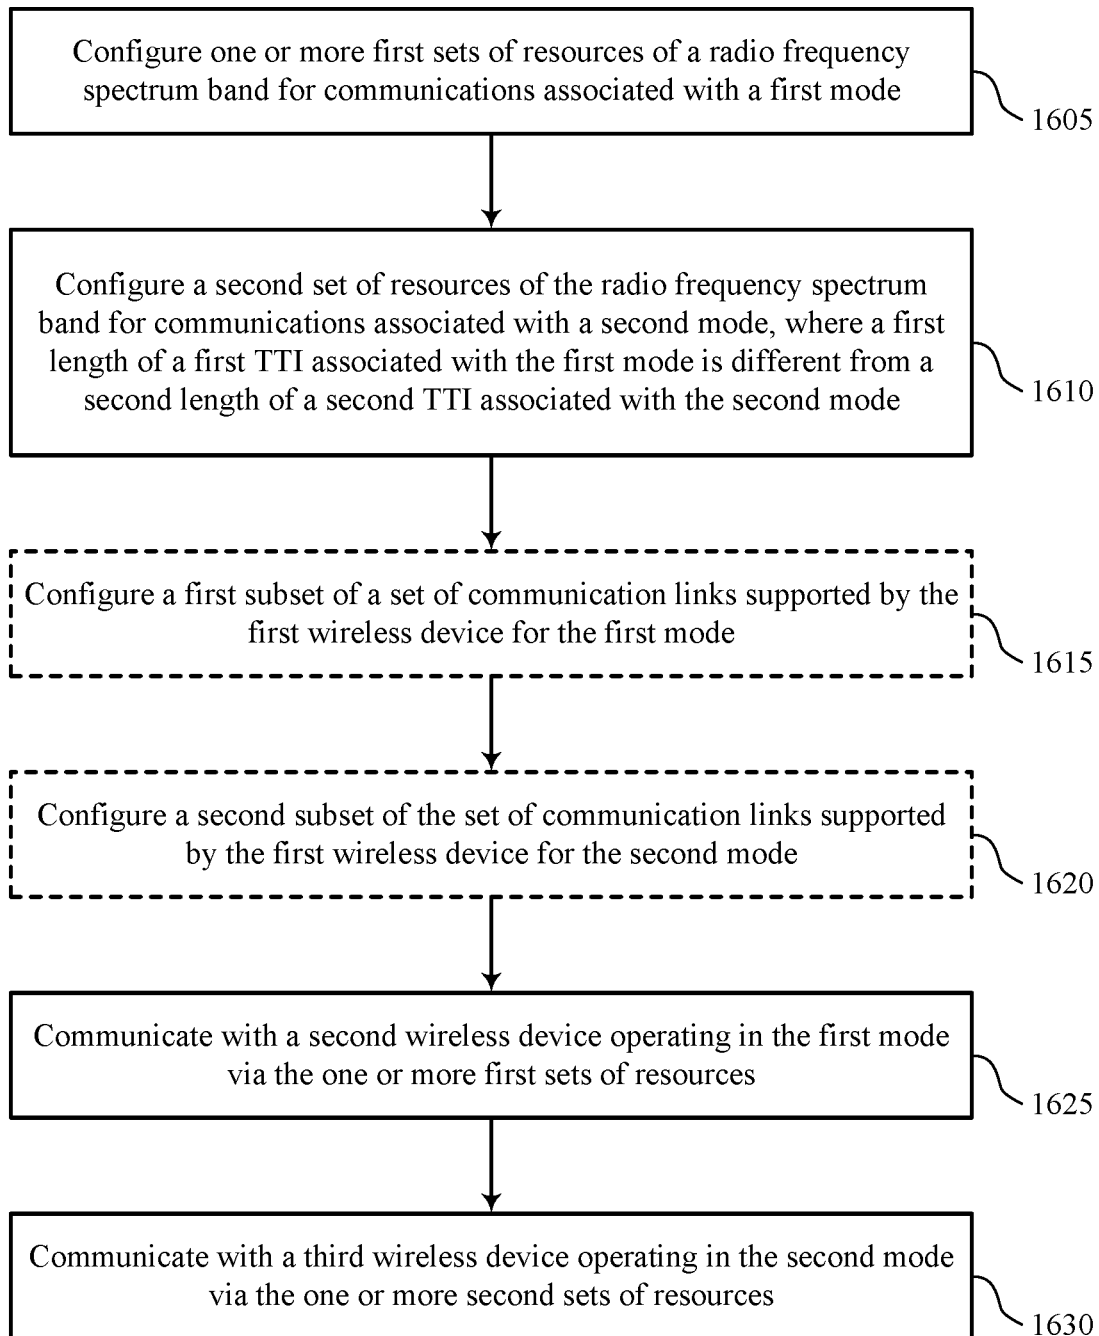 Configure one or more first sets of resources of a radio frequency
spectrum band for communications associated with a first mode
1605
Configure a second set of resources of the radio frequency spectrum
band for communications associated with a second mode, where a first
length of a first TTI associated with the first mode is different from a
second length of a second TTI associated with the second mode
1610
Configure a first subset of a set of communication links supported by the
first wireless device for the first mode
1615
Configure a second subset of the set of communication links supported
by the first wireless device for the second mode
1620
Communicate with a second wireless device operating in the first mode
via the one or more first sets of resources
1625
Communicate with a third wireless device operating in the second mode
via the one or more second sets of resources
1630